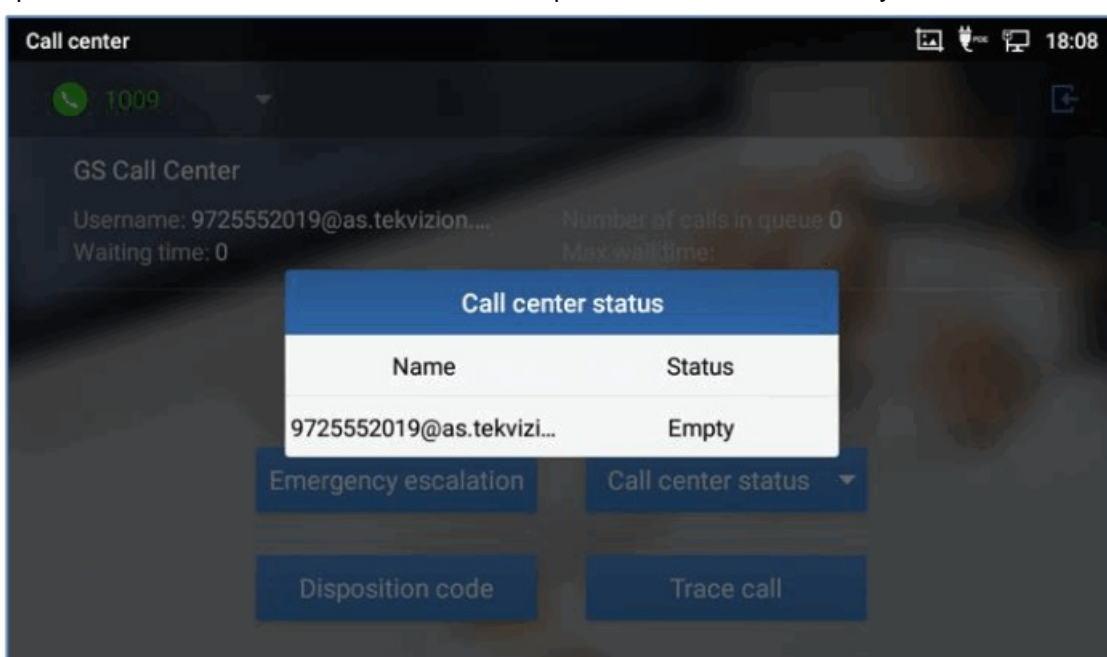 Call center 18:08
1009
GS Call Center
Username: 9725552019@as.tekvizion.... Number of calls in queue 0
Waiting time: 0 Max wait time:
Call center status
Name Status
9725552019@as.tekvizi... Empty
Emergency escalation Call center status
Disposition code Trace call